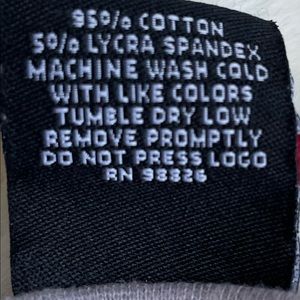 95% COTTON
5% LYCRA SPANDEX
MACHINE WASH COLD
WITH LIKE COLORS
TUMBLE DRY LOW
REMOVE PROMPTLY
DO NOT PRESS LOGO
RN 98826